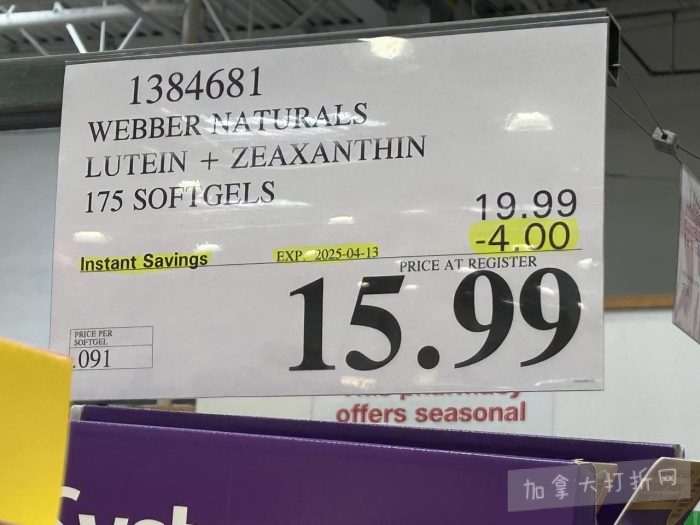 1384681
WEBBER NATURALS
LUTEIN + ZEAXANTHIN
175 SOFTGELS
19.99
-4.00
Instant Savings EXP. 2025-04-13
PRICE AT REGISTER
15.99
PRICE PER
SOFTGEL
.091
pharmacy
offers seasonal
加拿大打折网